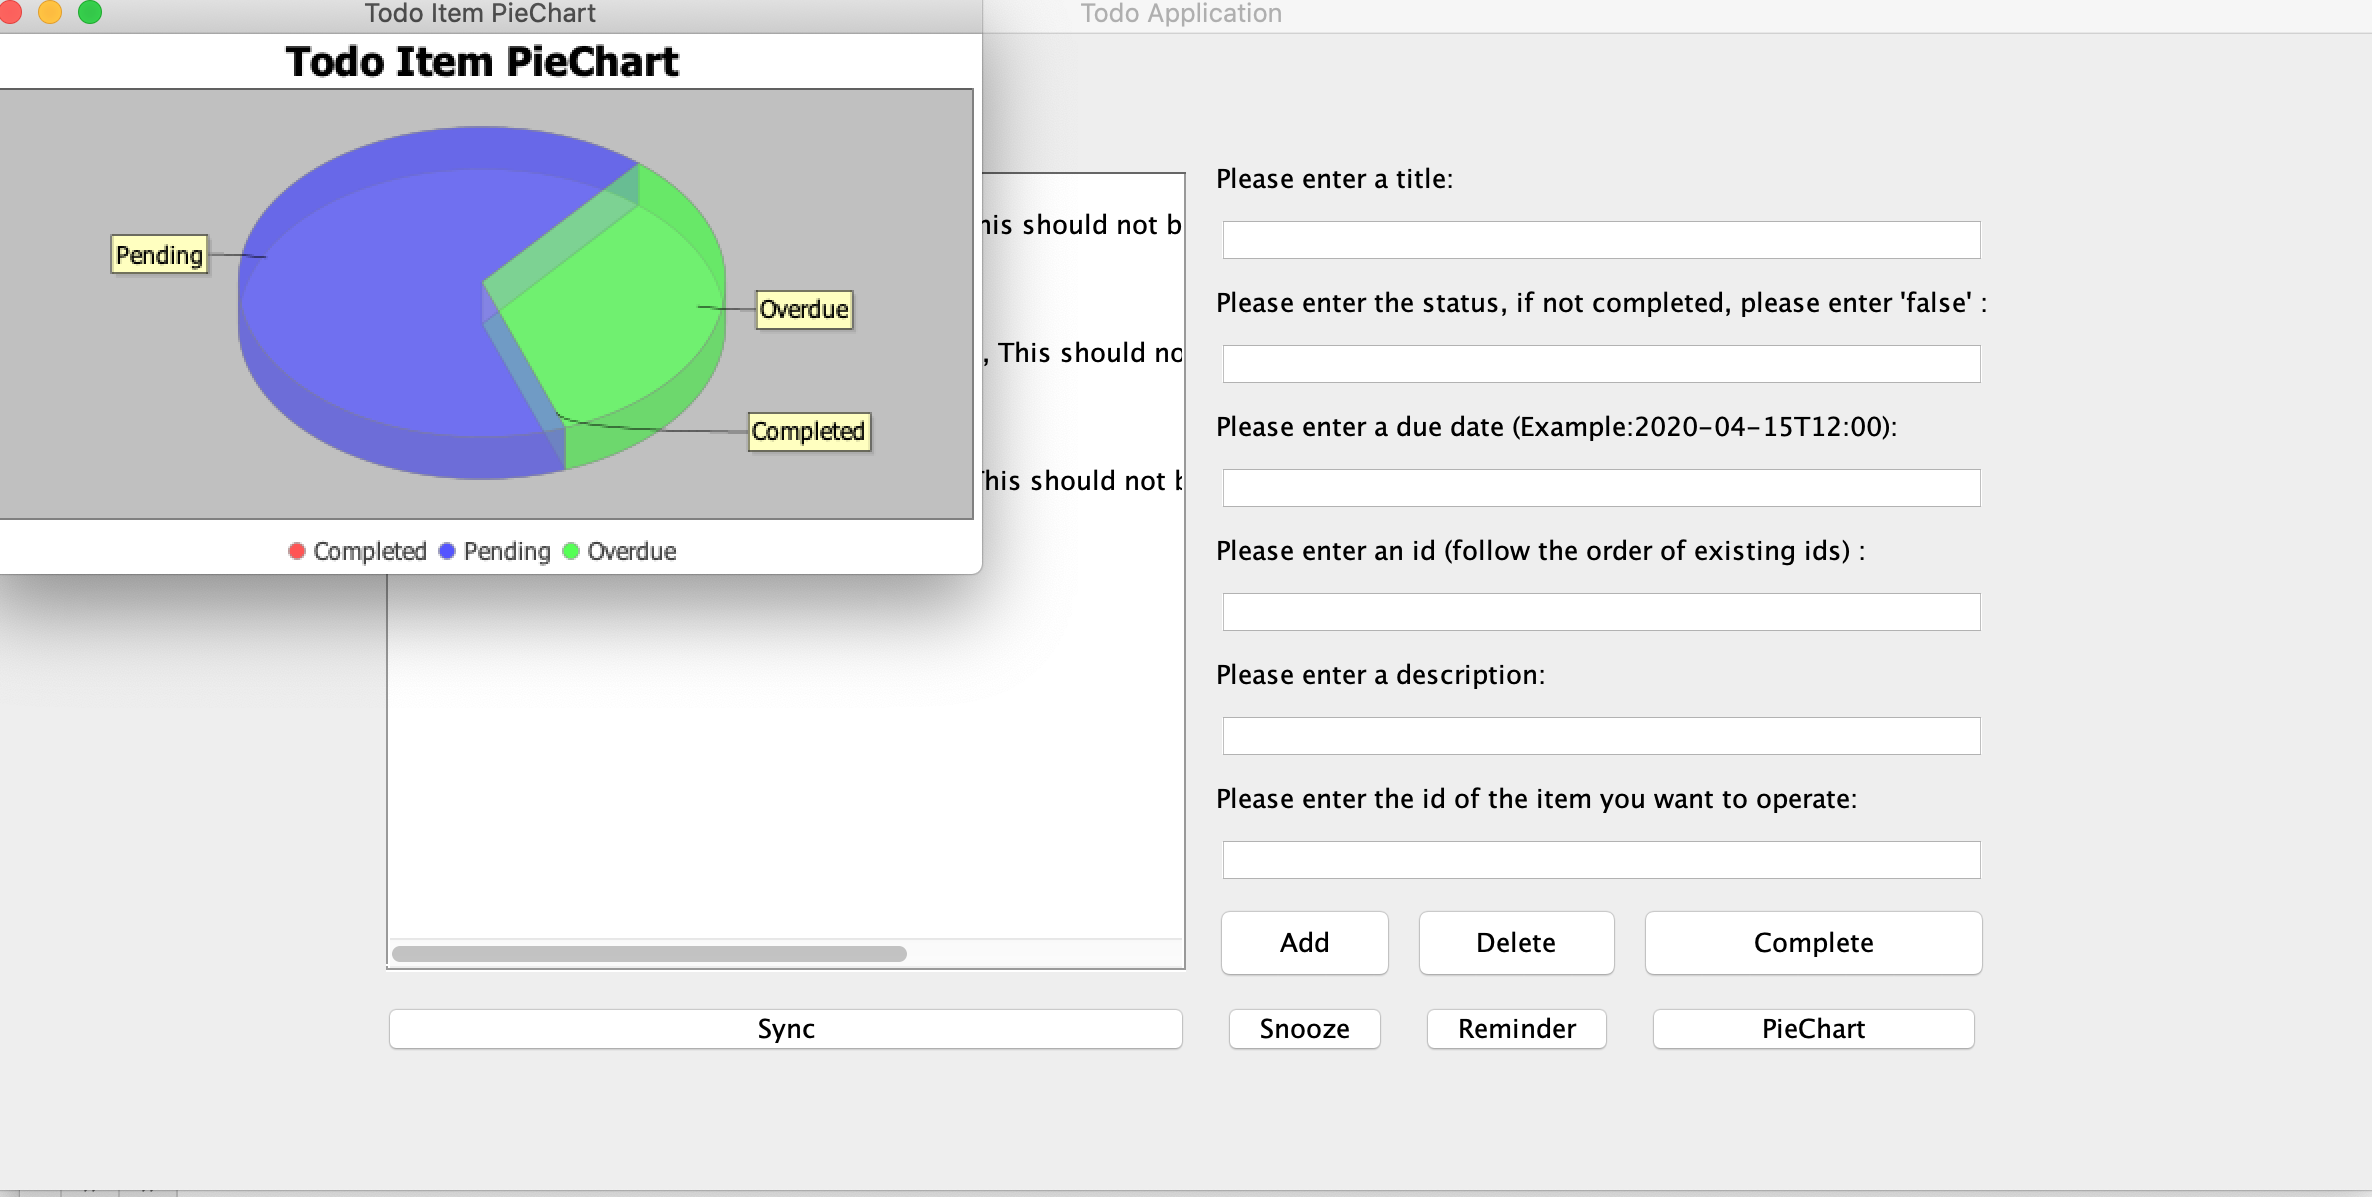 Todo Item PieChart
Todo Application
Todo Item PieChart
Pending
Overdue
Completed
Completed Pending Overdue
should not
, This should
should not
Please enter a title:
Please enter the status, if not completed, please enter 'false' :
Please enter a due date (Example:2020-04-15T12:00):
Please enter an id (follow the order of existing ids) :
Please enter a description:
Please enter the id of the item you want to operate:
Add Delete Complete
Sync Snooze Reminder PieChart